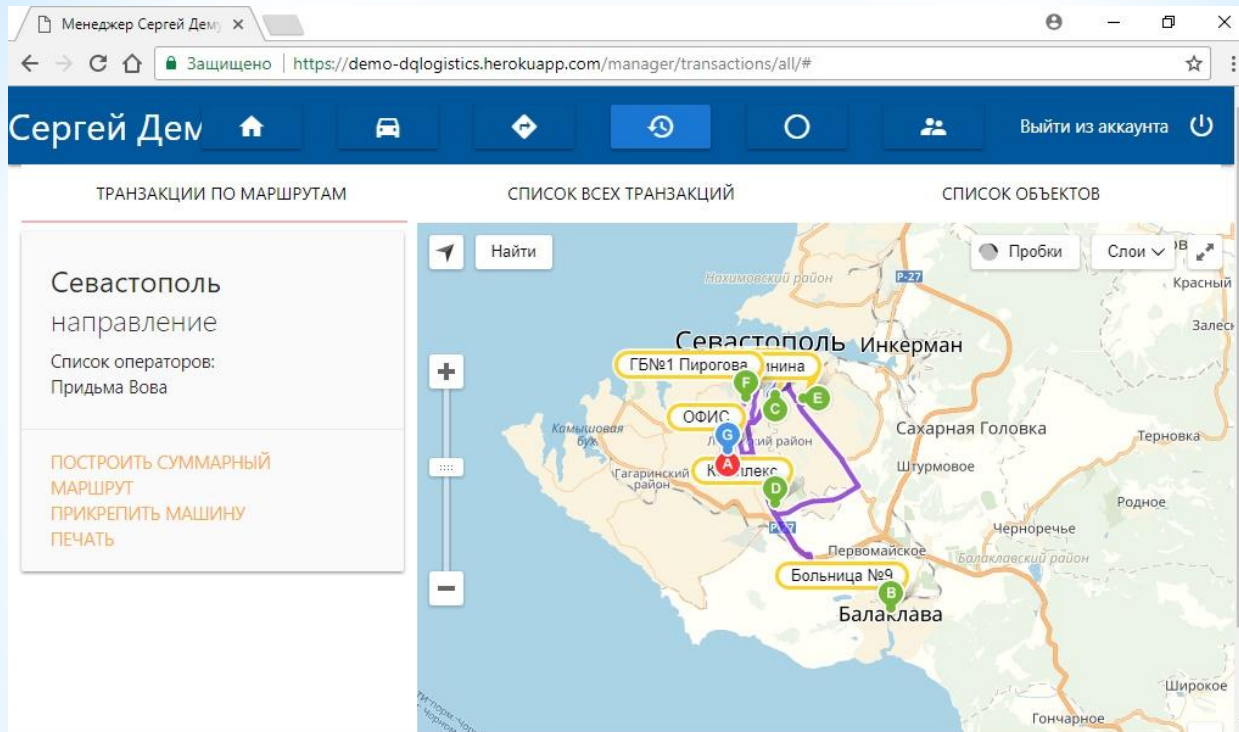 Менеджер Сергей Дем
Защищено
https://demo-dqlogistics.herokuapp.com/manager/transactions/all/#
Сергей Дем
Выйти из аккаунта
ТРАНЗАКЦИИ ПО МАРШРУТАМ
СПИСОК ВСЕХ ТРАНЗАКЦИЙ
СПИСОК ОБЪЕКТОВ
Севастополь
направление
Список операторов:
Придьма Вова
ПОСТРОИТЬ СУММАРНЫЙ
МАРШРУТ
ПРИКРЕПИТЬ МАШИНУ
ПЕЧАТЬ
Найти
Пробки
Слои
Нахимовский район
Р-27
Красный
Севастополь
Инкерман
ГБ№1 Пирогова
F
C
E
ОФИС
G
A
Камышовая
бух.
Сахарная Головка
Терновка
Гагаринский
район
D
Штурмовое
Родное
Черноречье
Первомайское
Балаклавский район
Больница №9
B
Балаклава
Широкое
Гончарное